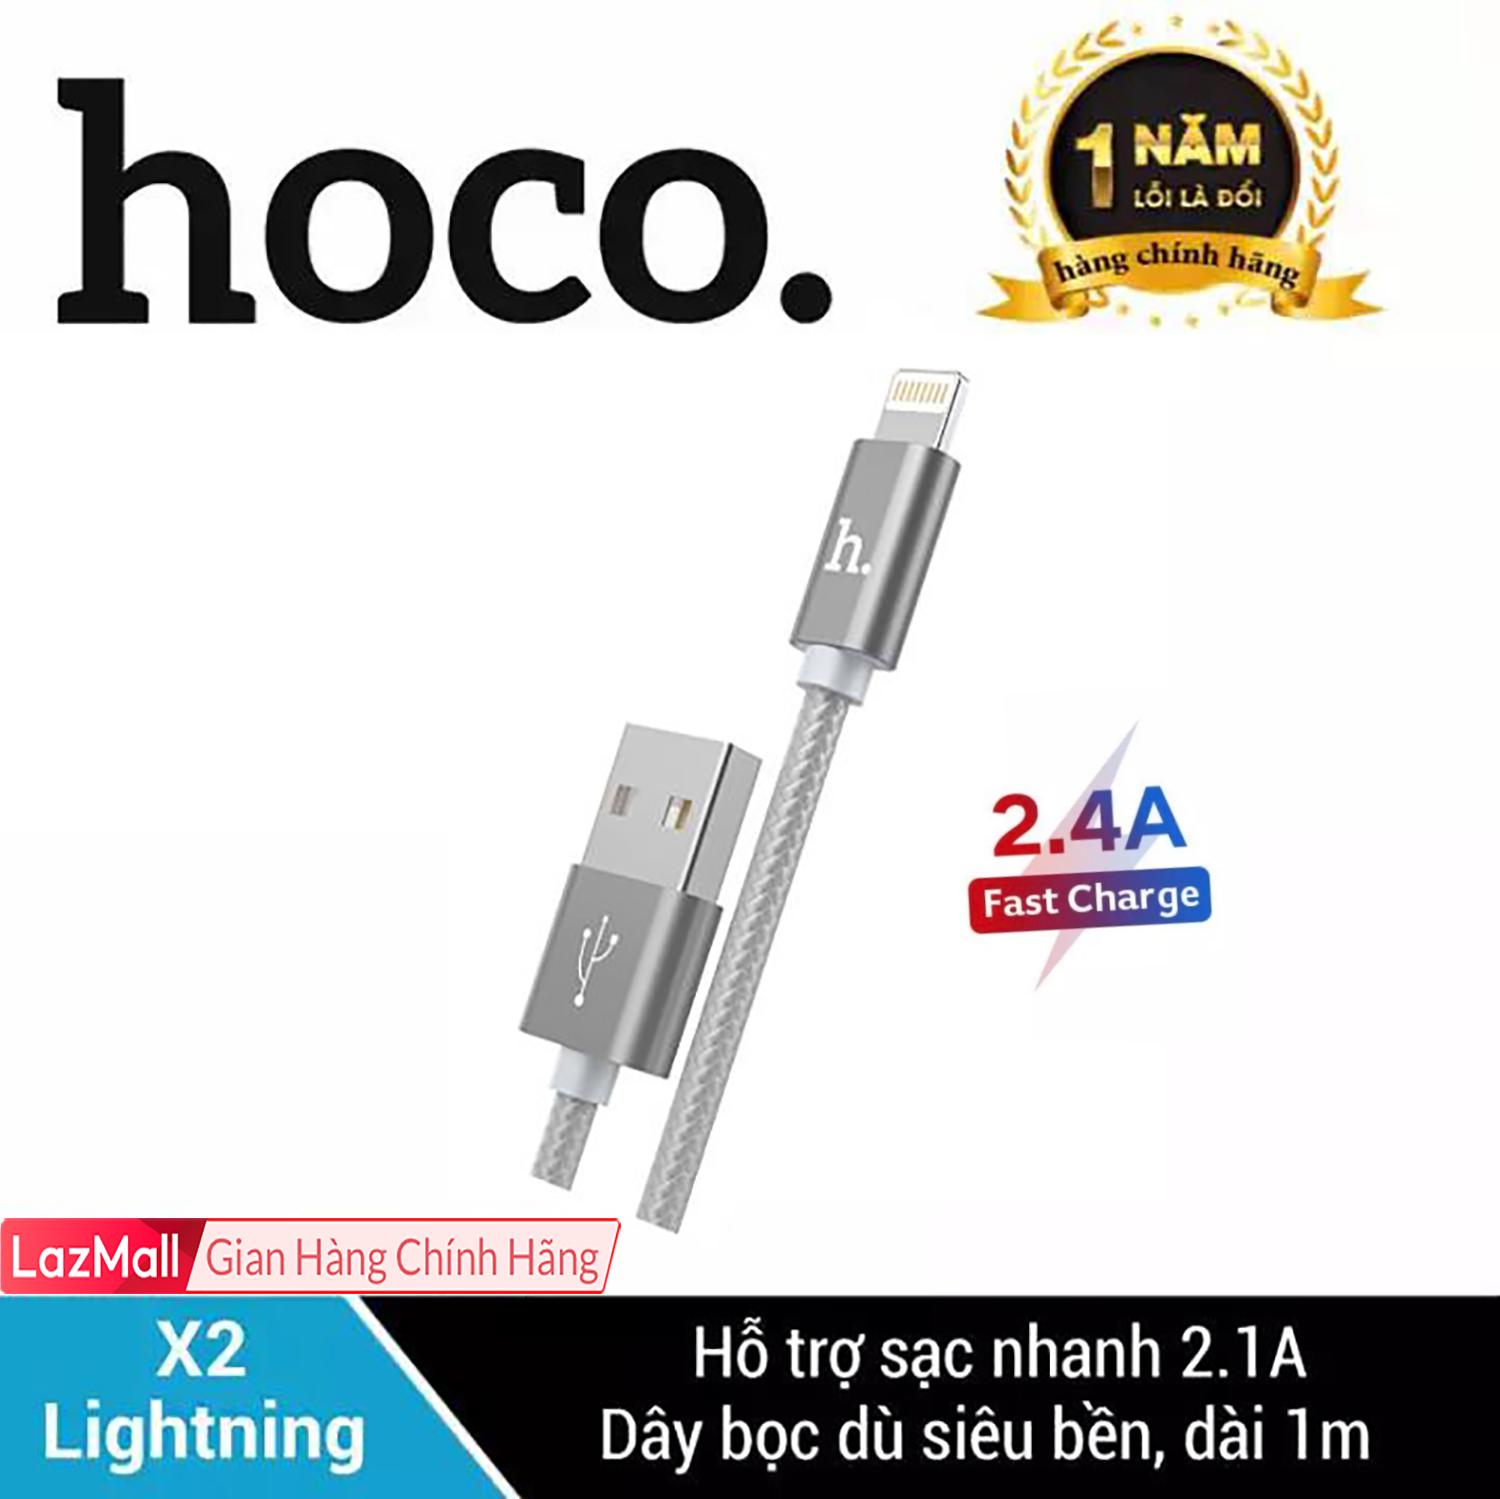 hoco.
1 NĂM
LỖI LÀ ĐỔI
hàng chính hãng
h.
2.4A
Fast Charge
LazMall Gian Hàng Chính Hãng
X2
Lightning
Hỗ trợ sạc nhanh 2.1A
Dây bọc dù siêu bền, dài 1m